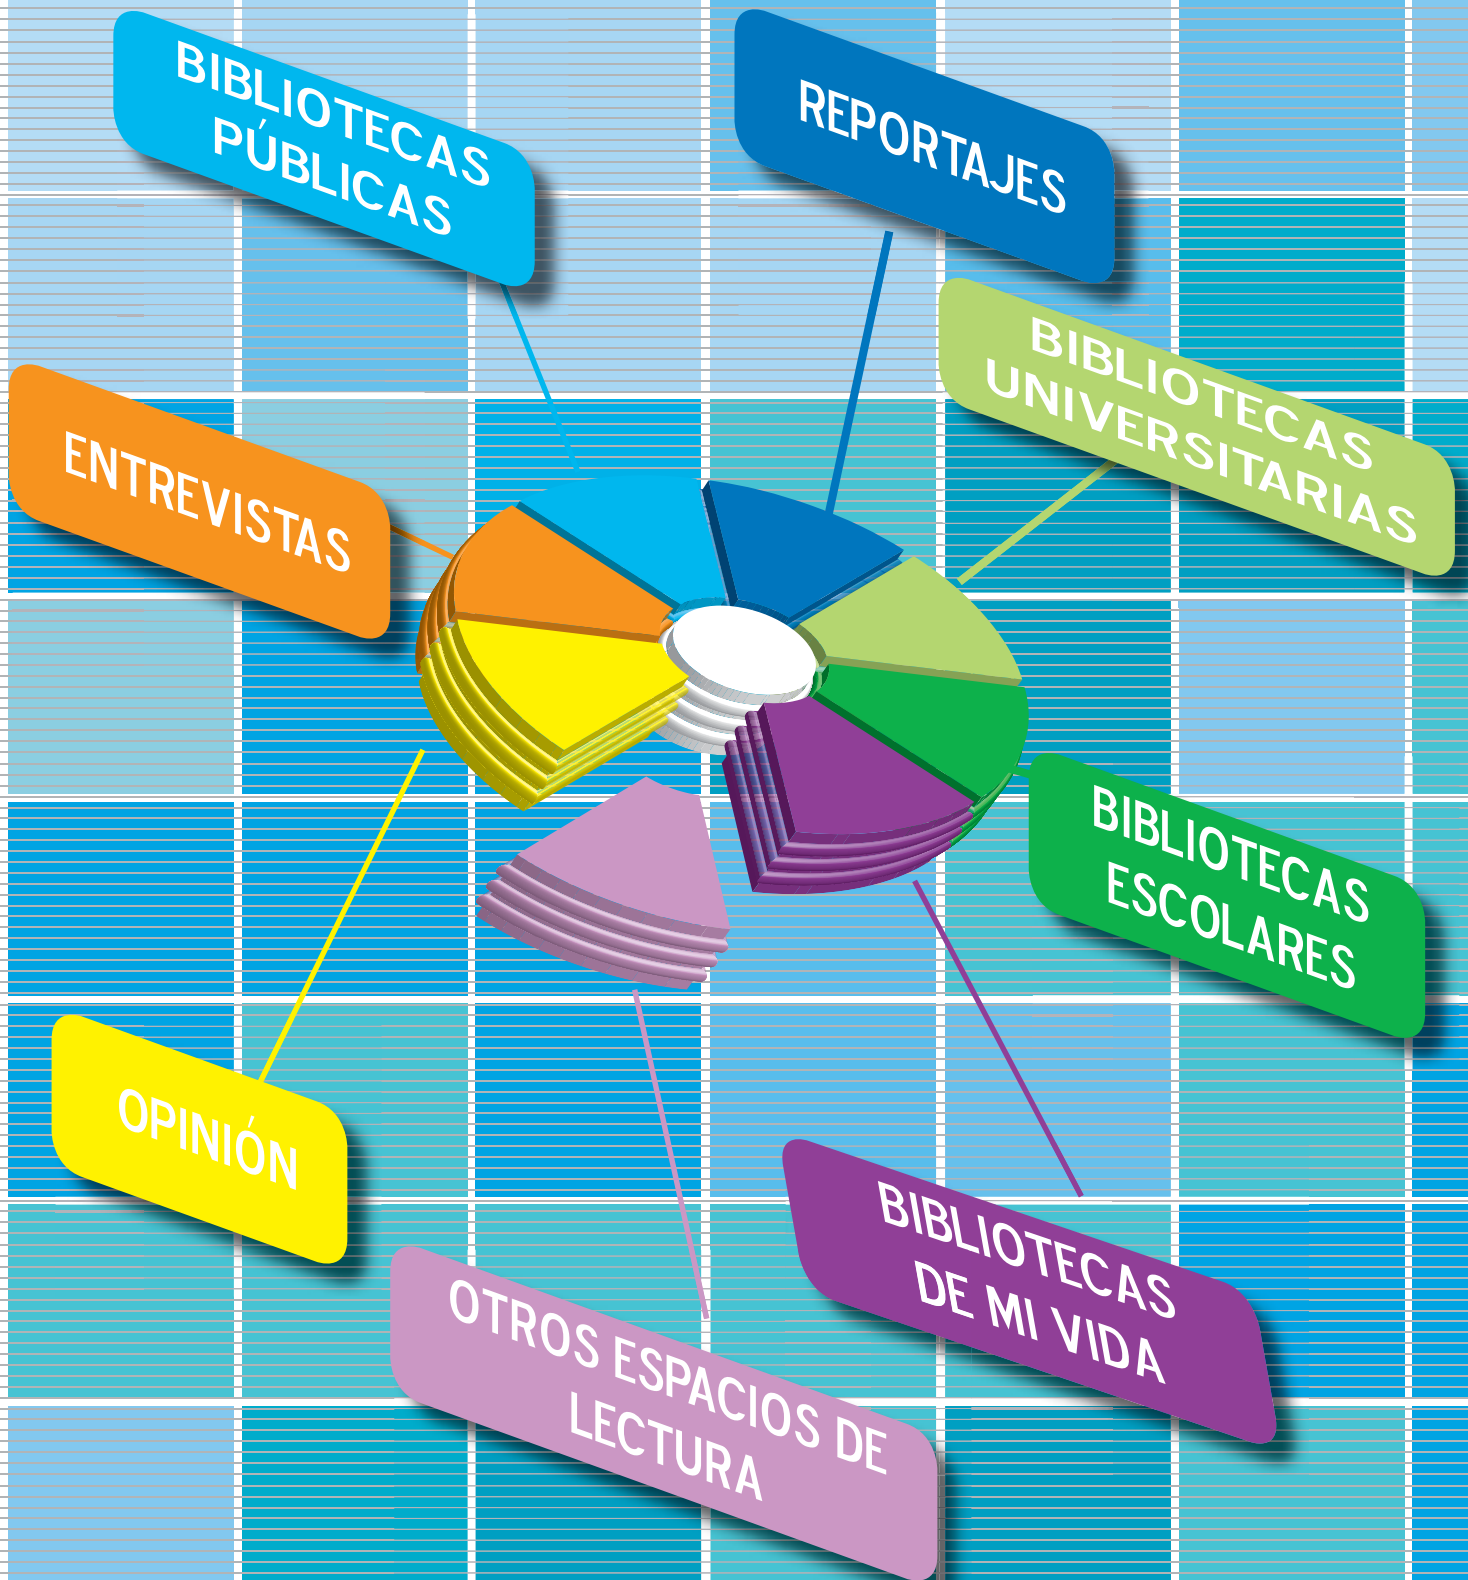 BIBLIOTECAS
PÚBLICAS
REPORTAJES
BIBLIOTECAS
UNIVERSITARIAS
ENTREVISTAS
BIBLIOTECAS
ESCOLARES
OPINIÓN
BIBLIOTECAS
DE MI VIDA
OTROS ESPACIOS DE
LECTURA